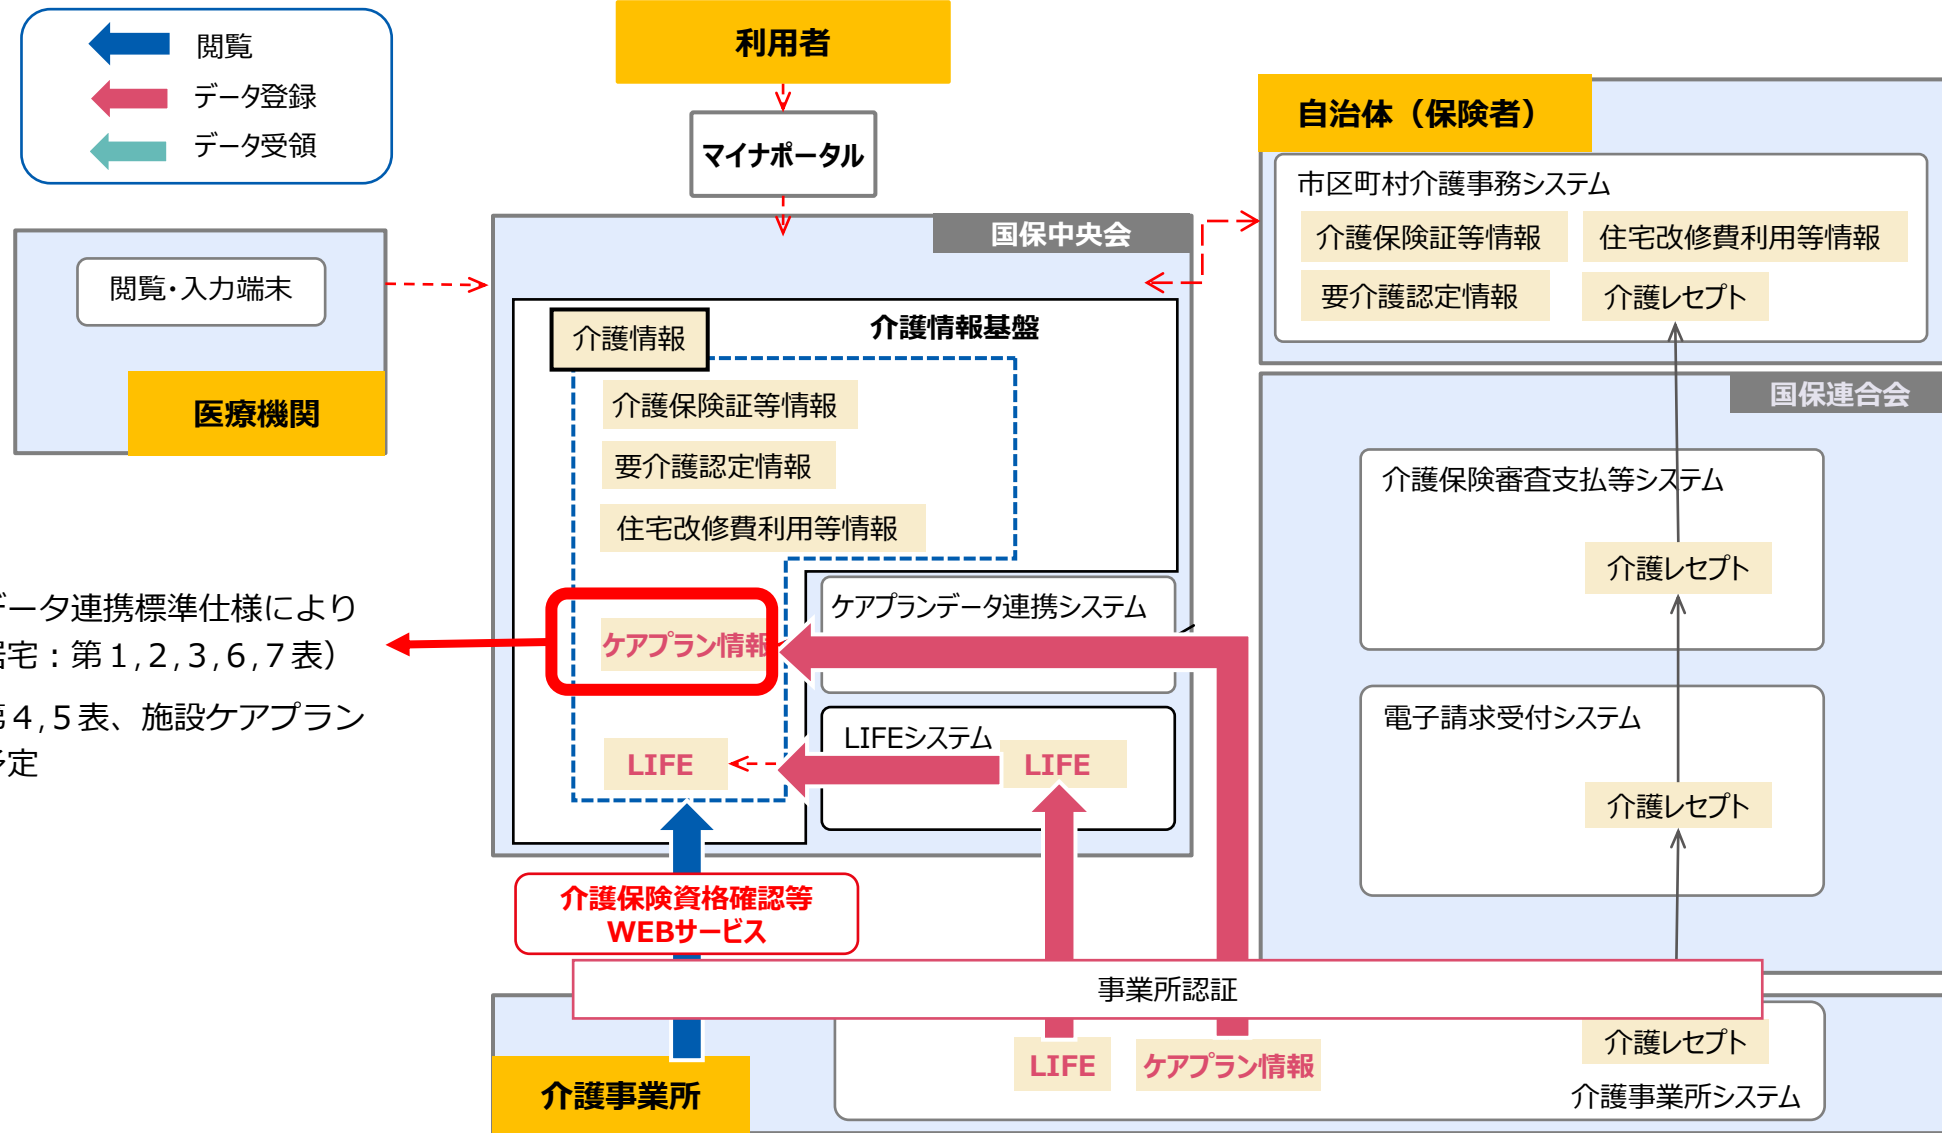 閲覧
データ登録
データ受領
利用者
マイナポータル
自治体（保険者）
市区町村介護事務システム
介護保険証等情報
住宅改修費利用等情報
要介護認定情報
介護レセプト
国保中央会
閲覧・入力端末
医療機関
介護情報
介護情報基盤
介護保険証等情報
要介護認定情報
住宅改修費利用等情報
ケアプラン情報
LIFE
ケアプランデータ連携システム
LIFEシステム
LIFE
データ連携標準仕様により
居宅：第１,２,３,６,７表）
第４,５表、施設ケアプラン
予定
国保連合会
介護保険審査支払等システム
介護レセプト
電子請求受付システム
介護レセプト
介護保険資格確認等
WEBサービス
事業所認証
介護事業所
LIFE
ケアプラン情報
介護レセプト
介護事業所システム